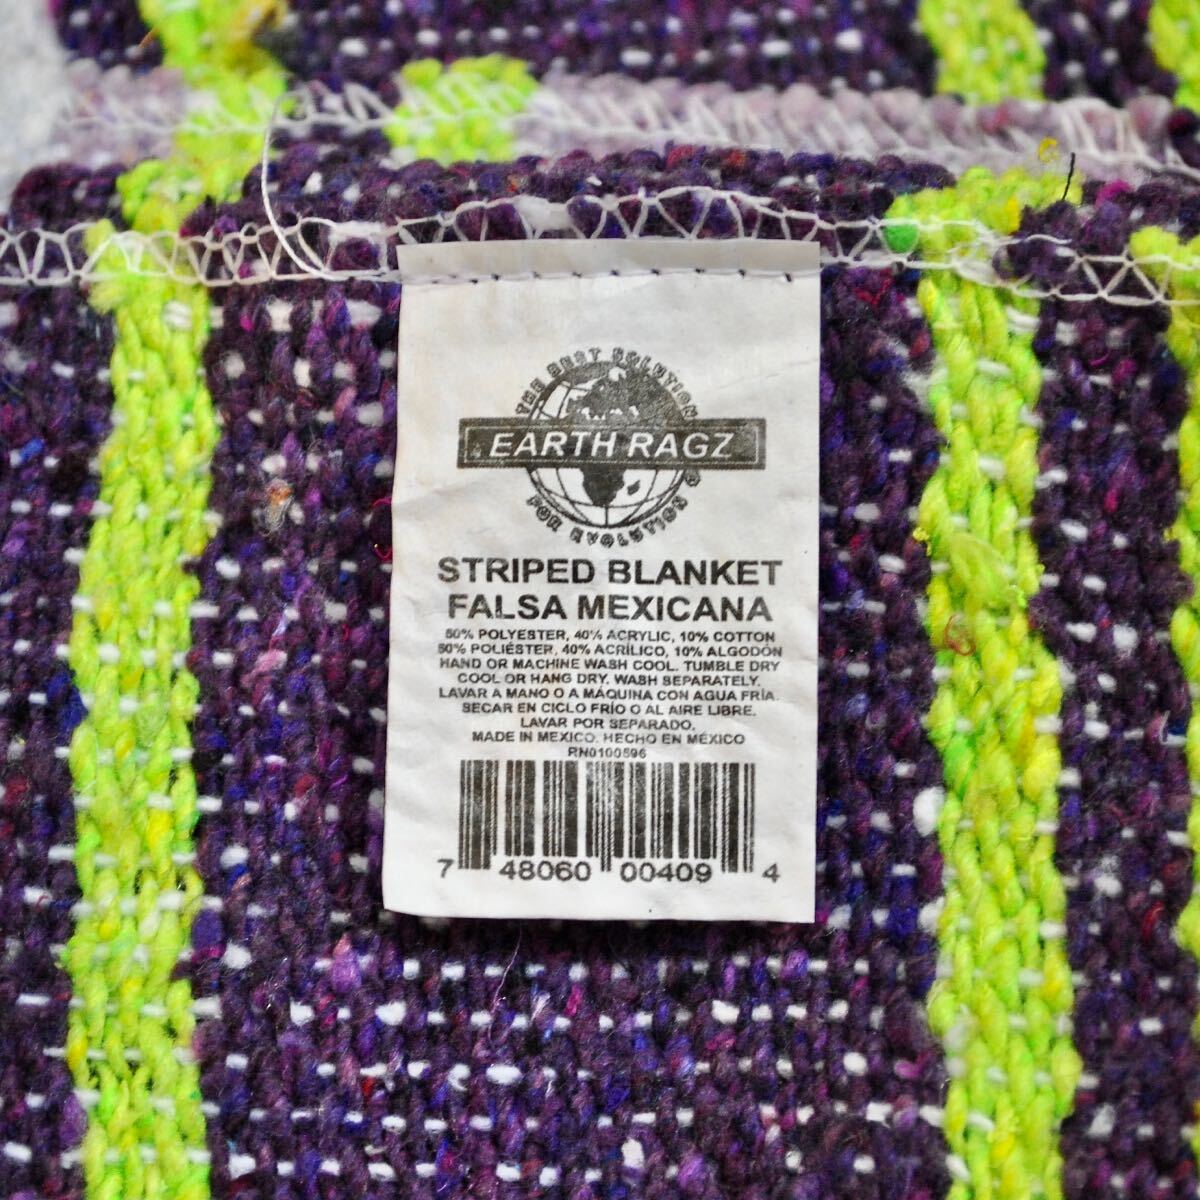 THE BEST SOLUTION
EARTH RAGZ
FOR EVOLUTION ®
STRIPED BLANKET
FALSA MEXICANA
50% POLYESTER, 40% ACRYLIC, 10% COTTON
50% POLIÉSTER, 40% ACRÍLICO, 10% ALGODÓN
HAND OR MACHINE WASH COOL. TUMBLE DRY
COOL OR HANG DRY. WASH SEPARATELY.
LAVAR A MANO O A MÁQUINA CON AGUA FRÍA.
SECAR EN CICLO FRÍO O AL AIRE LIBRE.
LAVAR POR SEPARADO.
MADE IN MEXICO. HECHO EN MÉXICO
RN0100596
7 48060 00409 4